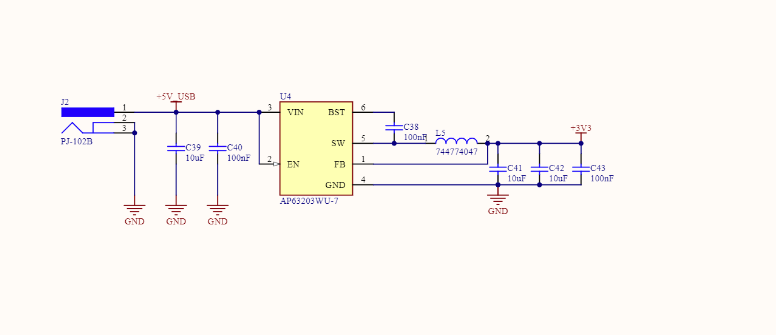 J2
PJ-102B
1
2
3
+5V_USB
C39
10uF
C40
100nF
GND
GND
GND
U4
3
VIN
2
EN
BST
6
SW
5
FB
1
GND
4
AP63203WU-7
C38
100nF
L5
744774047
2
+3V3
C41
10uF
C42
10uF
C43
100nF
GND